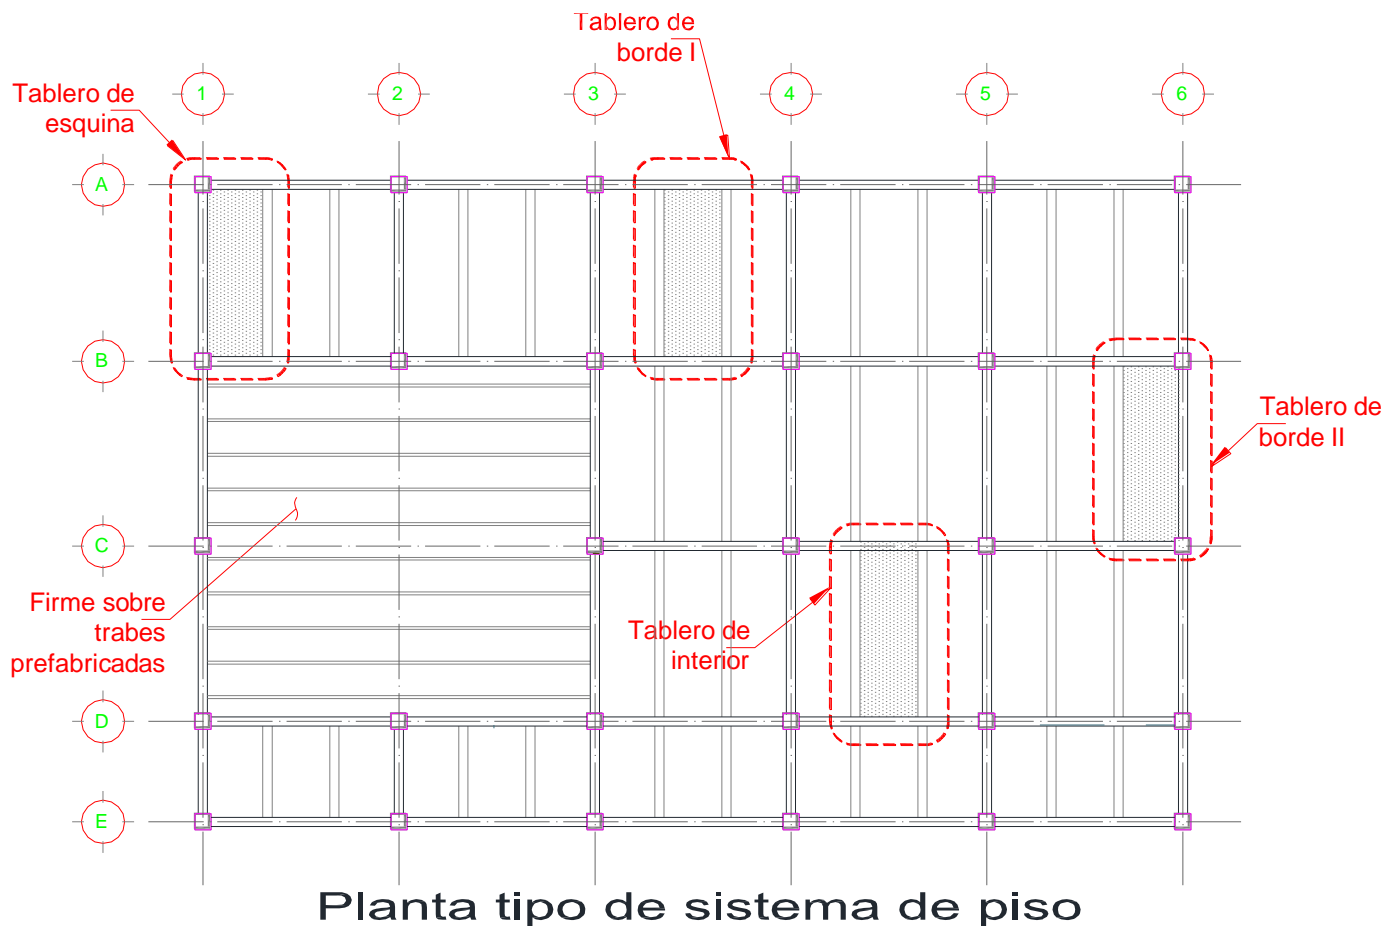 Tablero de
borde I
Tablero de
esquina
1
2
3
4
5
6
A
B
Tablero de
borde II
C
Firme sobre
trabes
prefabricadas
Tablero de
interior
D
E
Planta tipo de sistema de piso